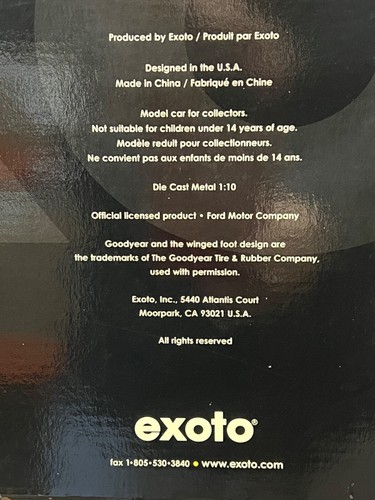 Produced by Exoto / Produit par Exoto
Designed in the U.S.A.
Made in China / Fabriqué en Chine
Model car for collectors.
Not suitable for children under 14 years of age.
Modèle reduit pour collectionneurs.
Ne convient pas aux enfants de moins de 14 ans.
Die Cast Metal 1:10
Official licensed product • Ford Motor Company
Goodyear and the winged foot design are
the trademarks of The Goodyear Tire & Rubber Company,
used with permission.
Exoto, Inc., 5440 Atlantis Court
Moorpark, CA 93021 U.S.A.
All rights reserved
exoto®
fax 1•805•530•3840 • www.exoto.com